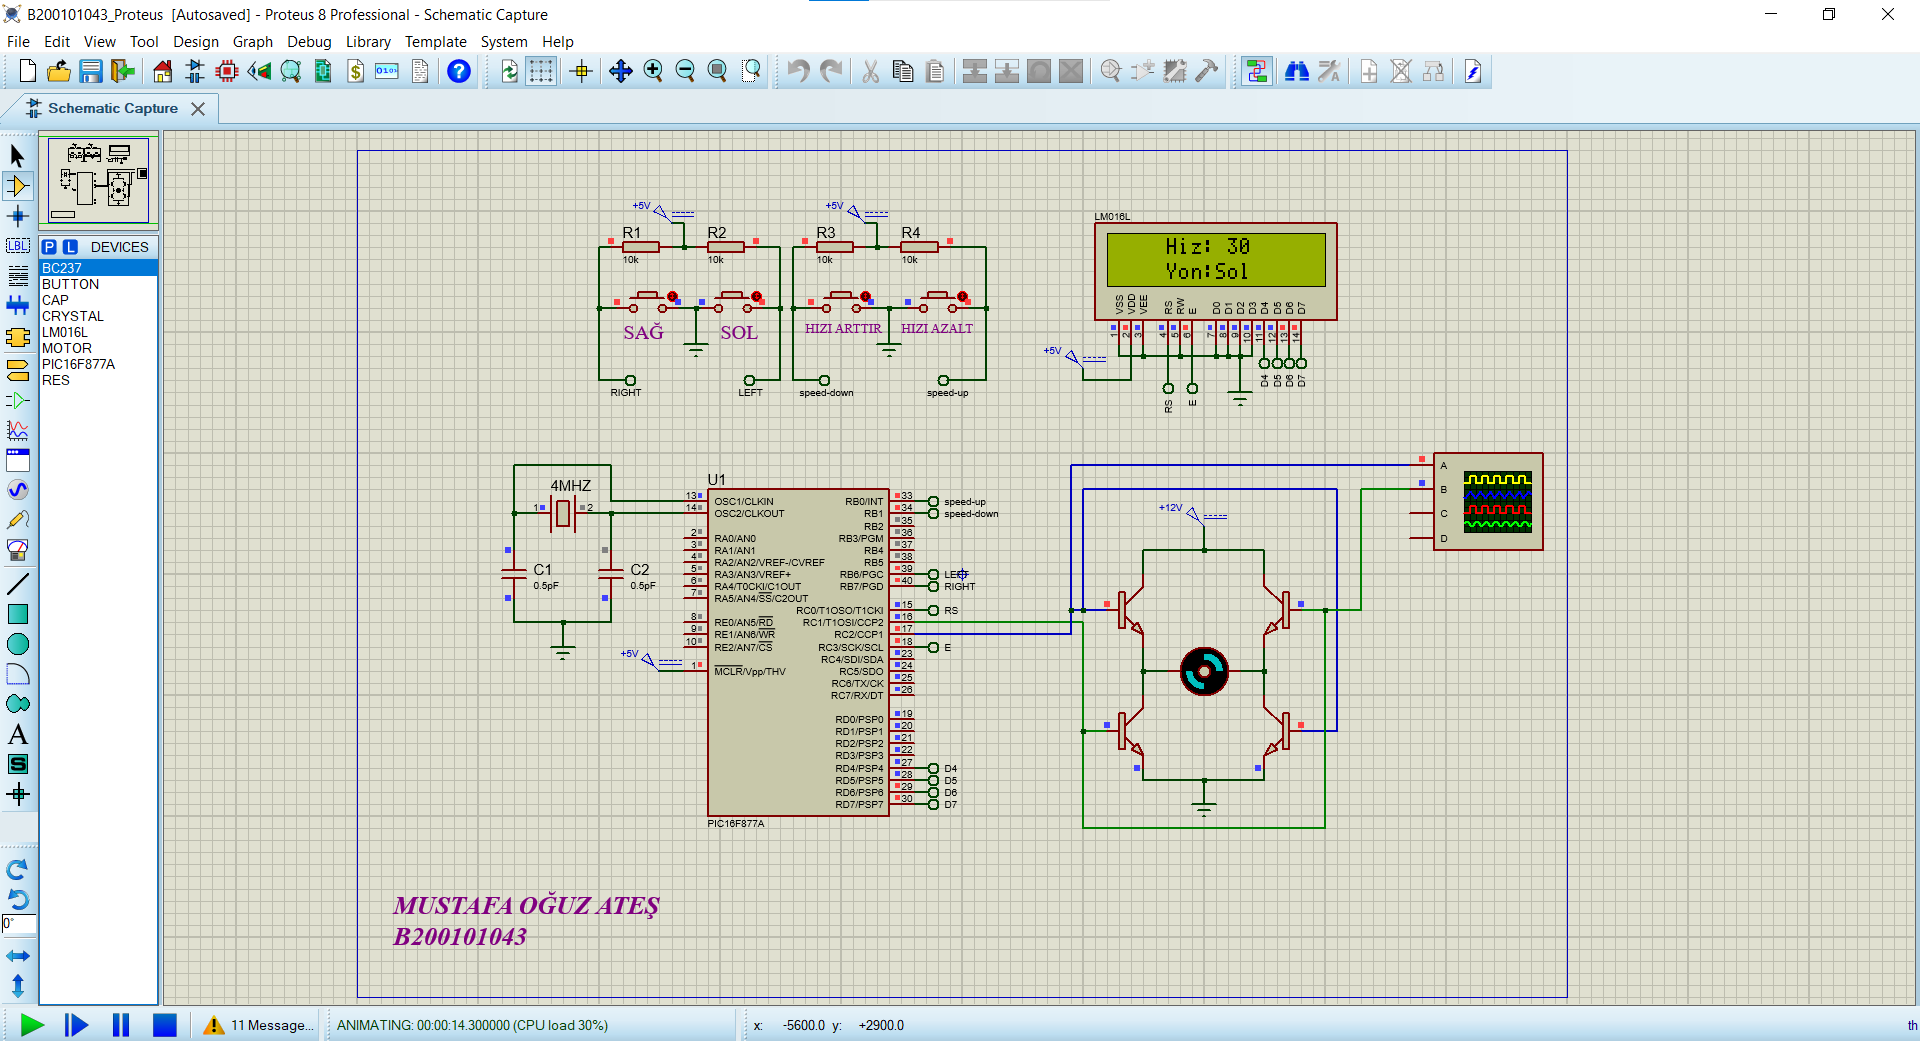 B200101043_Proteus [Autosaved] - Proteus 8 Professional - Schematic Capture
File Edit View Tool Design Graph Debug Library Template System Help
Schematic Capture
P L DEVICES
BC237
BUTTON
CAP
CRYSTAL
LM016L
MOTOR
PIC16F877A
RES
LBL
A
S
0°
+5V
R1
10k
R2
10k
SAĞ
SOL
RIGHT
LEFT
+5V
R3
10k
R4
10k
HIZI ARTTIR
HIZI AZALT
speed-down
speed-up
LM016L
Hiz: 30
Yon:Sol
VSS VDD VEE RS RW E D0 D1 D2 D3 D4 D5 D6 D7
1 2 3 4 5 6 7 8 9 10 11 12 13 14
+5V
RS E D4 D5 D6 D7
4MHZ
1 2
C1
0.5pF
C2
0.5pF
U1
13 OSC1/CLKIN
14 OSC2/CLKOUT
2 RA0/AN0
3 RA1/AN1
4 RA2/AN2/VREF-/CVREF
5 RA3/AN3/VREF+
6 RA4/T0CKI/C1OUT
7 RA5/AN4/SS/C2OUT
8 RE0/AN5/RD
9 RE1/AN6/WR
10 RE2/AN7/CS
+5V
1 MCLR/Vpp/THV
RB0/INT 33 speed-up
RB1 34 speed-down
RB2 35
RB3/PGM 36
RB4 37
RB5 38
RB6/PGC 39 LEFT
RB7/PGD 40 RIGHT
RC0/T1OSO/T1CKI 15 RS
RC1/T1OSI/CCP2 16
RC2/CCP1 17
RC3/SCK/SCL 18 E
RC4/SDI/SDA 23
RC5/SDO 24
RC6/TX/CK 25
RC7/RX/DT 26
RD0/PSP0 19
RD1/PSP1 20
RD2/PSP2 21
RD3/PSP3 22
RD4/PSP4 27 D4
RD5/PSP5 28 D5
RD6/PSP6 29 D6
RD7/PSP7 30 D7
PIC16F877A
+12V
A
B
C
D
MUSTAFA OĞUZ ATEŞ
B200101043
11 Message... ANIMATING: 00:00:14.300000 (CPU load 30%) x: -5600.0 y: +2900.0 th